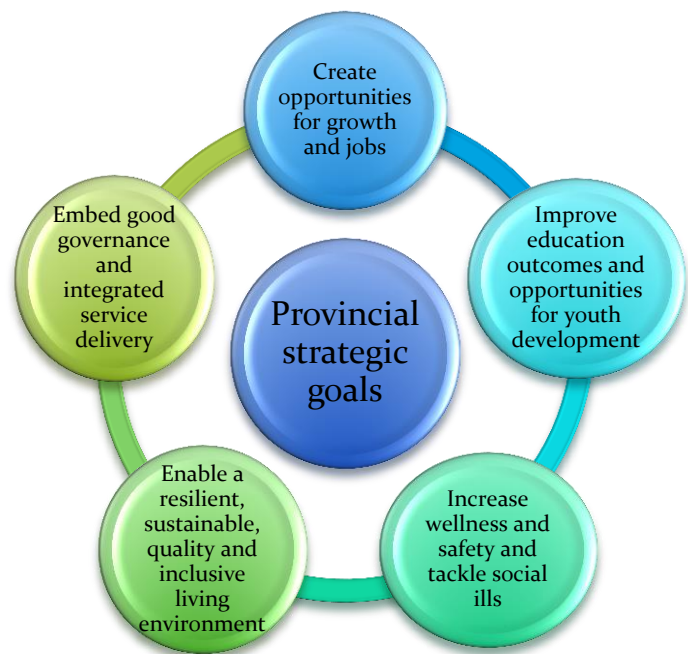 Create
opportunities
for growth
and jobs
Improve
education
outcomes and
opportunities
for youth
development
Increase
wellness and
safety and
tackle social
ills
Enable a
resilient,
sustainable,
quality and
inclusive
living
environment
Embed good
governance
and
integrated
service
delivery
Provincial
strategic
goals